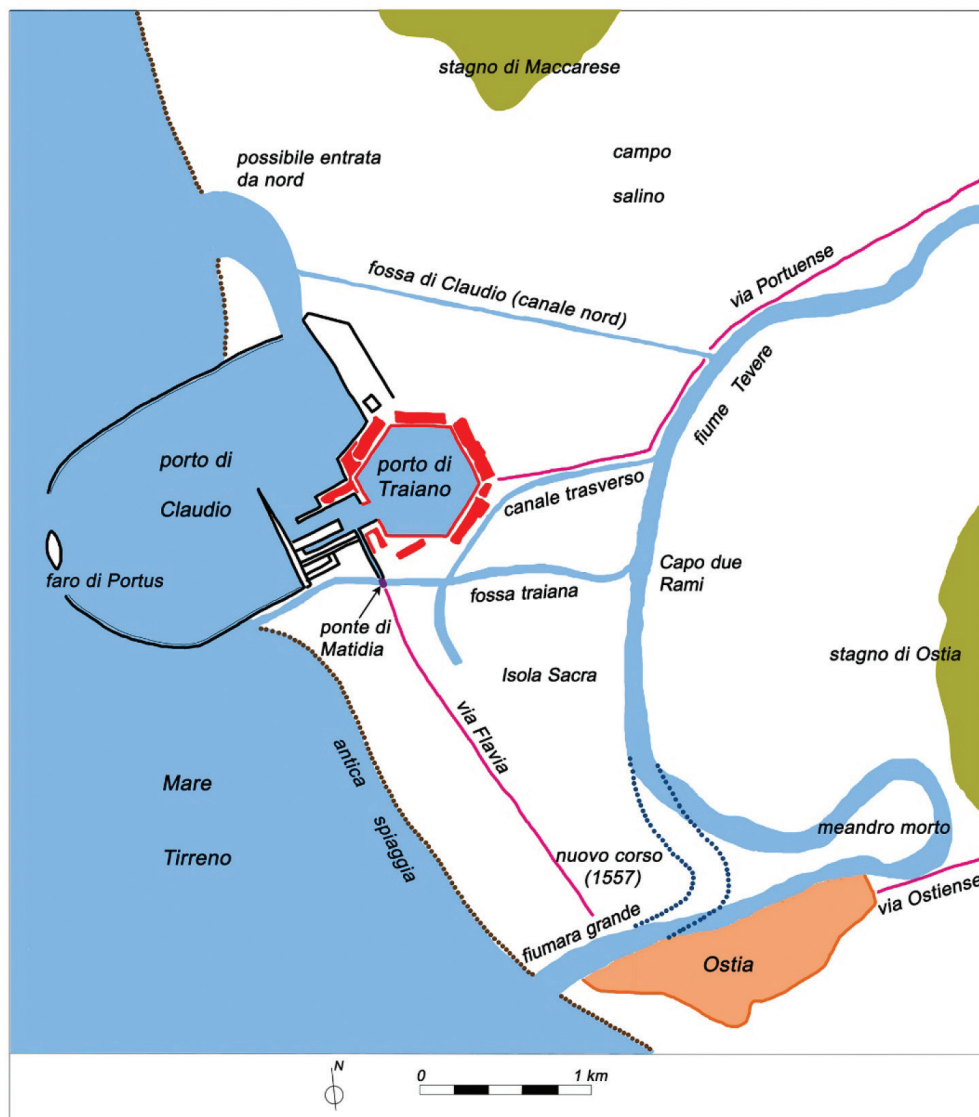 stagno di Maccarese
possibile entrata
da nord
campo
salino
fossa di Claudio (canale nord)
via Portuense
fiume Tevere
porto di
Claudio
porto di
Traiano
canale trasverso
faro di Portus
fossa traiana
Capo due
Rami
ponte di
Matidia
Isola Sacra
stagno di Ostia
via Flavia
antica
spiaggia
Mare
Tirreno
meandro morto
nuovo corso
(1557)
via Ostiense
fiumara grande
Ostia
N
0
1 km